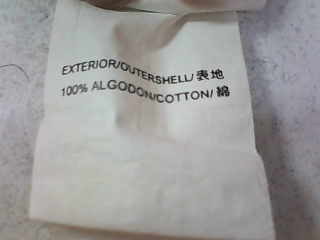 EXTERIOR/OUTERSHELL/表地
100% ALGODON/COTTON/綿